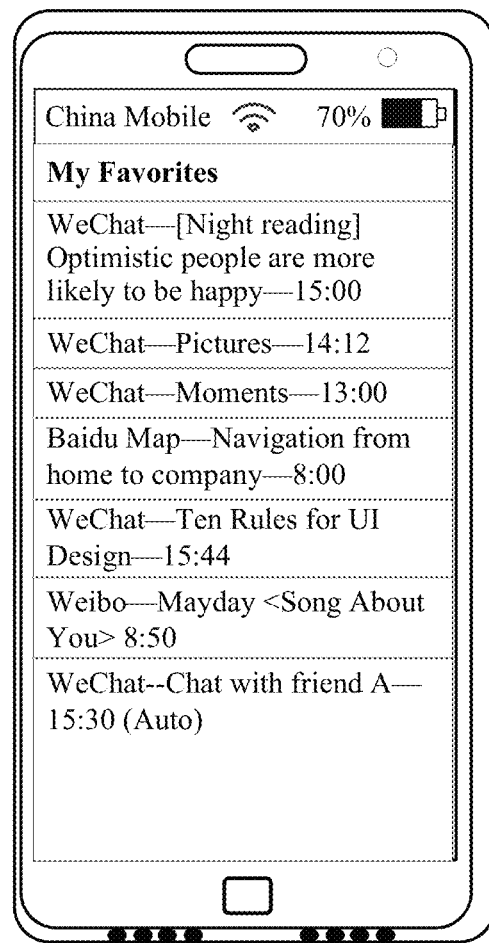 China Mobile 70%
My Favorites
WeChat—[Night reading]
Optimistic people are more
likely to be happy—15:00
WeChat—Pictures—14:12
WeChat—Moments—13:00
Baidu Map—Navigation from
home to company—8:00
WeChat—Ten Rules for UI
Design—15:44
Weibo—Mayday <Song About
You> 8:50
WeChat--Chat with friend A—
15:30 (Auto)